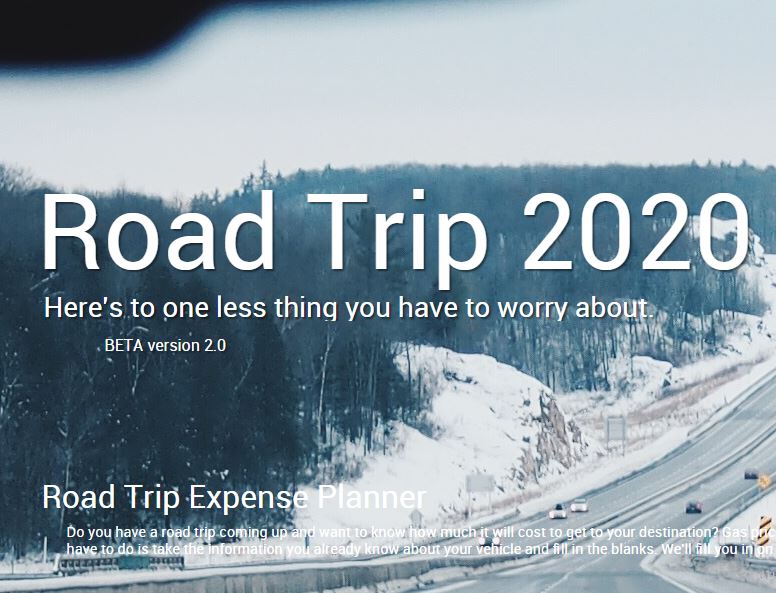 Road Trip 2020
Here's to one less thing you have to worry about.
BETA version 2.0
Road Trip Expense Planner
Do you have a road trip coming up and want to know how much it will cost to get to your destination? Gas
have to do is take the information you already know about your vehicle and fill in the blanks. We'll fill you in